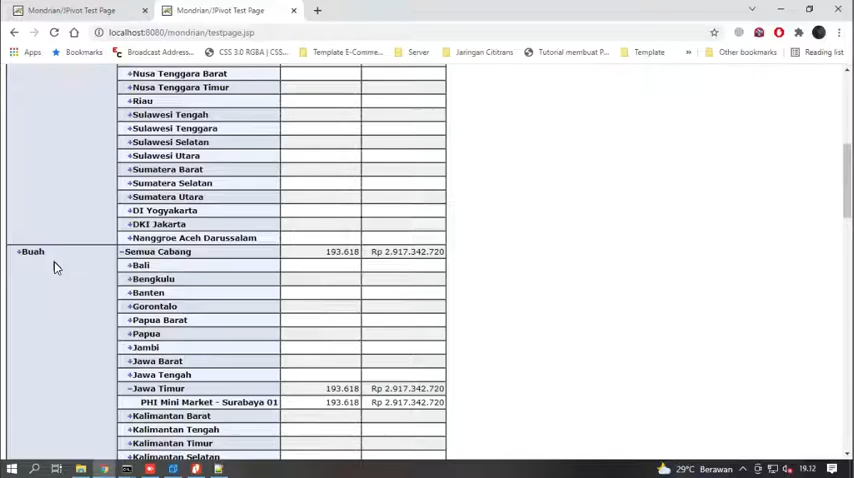 Mondrian/JPivot Test Page
Mondrian/JPivot Test Page
localhost:8080/mondrian/testpage.jsp
Apps Bookmarks Broadcast Address... CSS 3.0 RGBA | CSS... Template E-Comme... Server Jaringan Cititrans Tutorial membuat P... Template » Other bookmarks Reading list
+Nusa Tenggara Barat
+Nusa Tenggara Timur
+Riau
+Sulawesi Tengah
+Sulawesi Tenggara
+Sulawesi Selatan
+Sulawesi Utara
+Sumatera Barat
+Sumatera Selatan
+Sumatera Utara
+DI Yogyakarta
+DKI Jakarta
+Nanggroe Aceh Darussalam
+Buah −Semua Cabang 193.618 Rp 2.917.342.720
+Bali
+Bengkulu
+Banten
+Gorontalo
+Papua Barat
+Papua
+Jambi
+Jawa Barat
+Jawa Tengah
−Jawa Timur 193.618 Rp 2.917.342.720
PHI Mini Market - Surabaya 01 193.618 Rp 2.917.342.720
+Kalimantan Barat
+Kalimantan Tengah
+Kalimantan Timur
+Kalimantan Selatan
29°C Berawan 19.12